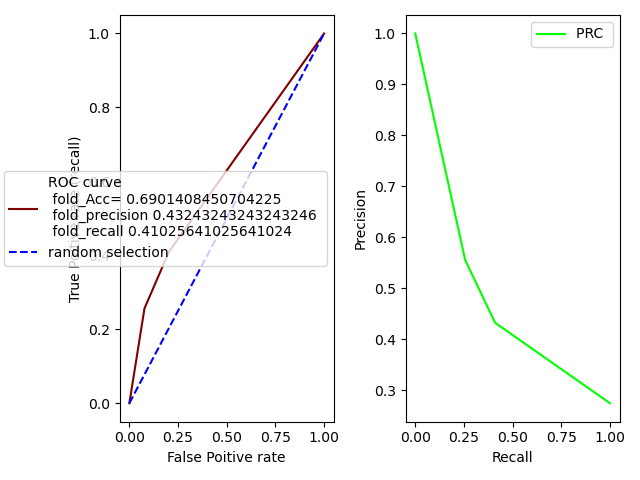 1.0
0.8
0.2
0.0
0.00 0.25 0.50 0.75 1.00
False Poitive rate
ROC curve
fold_Acc= 0.6901408450704225
fold_precision 0.43243243243243246
fold_recall 0.41025641025641024
random selection
PRC
1.0
0.9
0.8
0.7
0.6
0.5
0.4
0.3
Precision
0.00 0.25 0.50 0.75 1.00
Recall